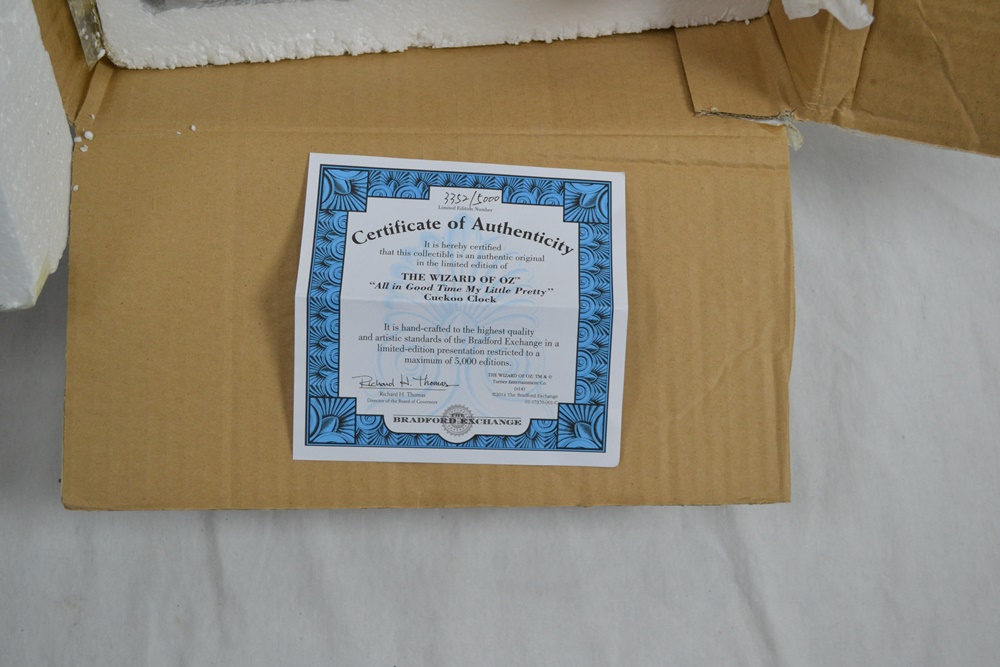 3352/5000
Limited Edition Number
Certificate of Authenticity
It is hereby certified
that this collectible is an authentic original
in the limited edition of
THE WIZARD OF OZ™
"All in Good Time My Little Pretty"
Cuckoo Clock
It is hand-crafted to the highest quality
and artistic standards of the Bradford Exchange in a
limited-edition presentation restricted to a
maximum of 5,000 editions.
Richard H. Thomas
Richard H. Thomas
Director of the Board of Governors
THE WIZARD OF OZ, TM & ©
Turner Entertainment Co.
(s14)
©2014 The Bradford Exchange
THE
BRADFORD EXCHANGE